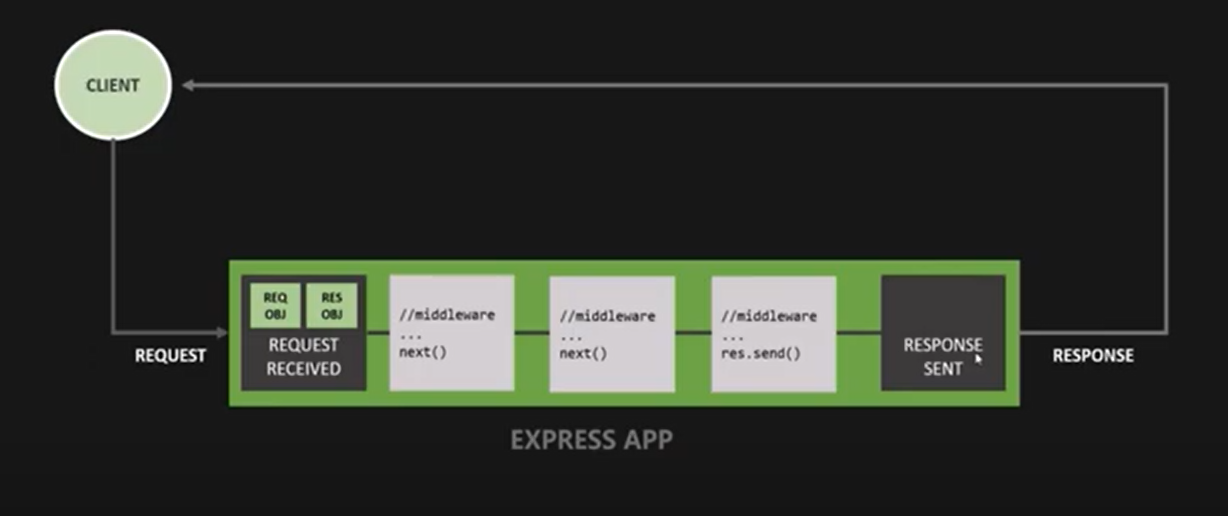 CLIENT
REQUEST
REQ
OBJ
RES
OBJ
REQUEST
RECEIVED
//middleware
...
next()
//middleware
...
next()
//middleware
...
res.send()
RESPONSE
SENT
RESPONSE
EXPRESS APP